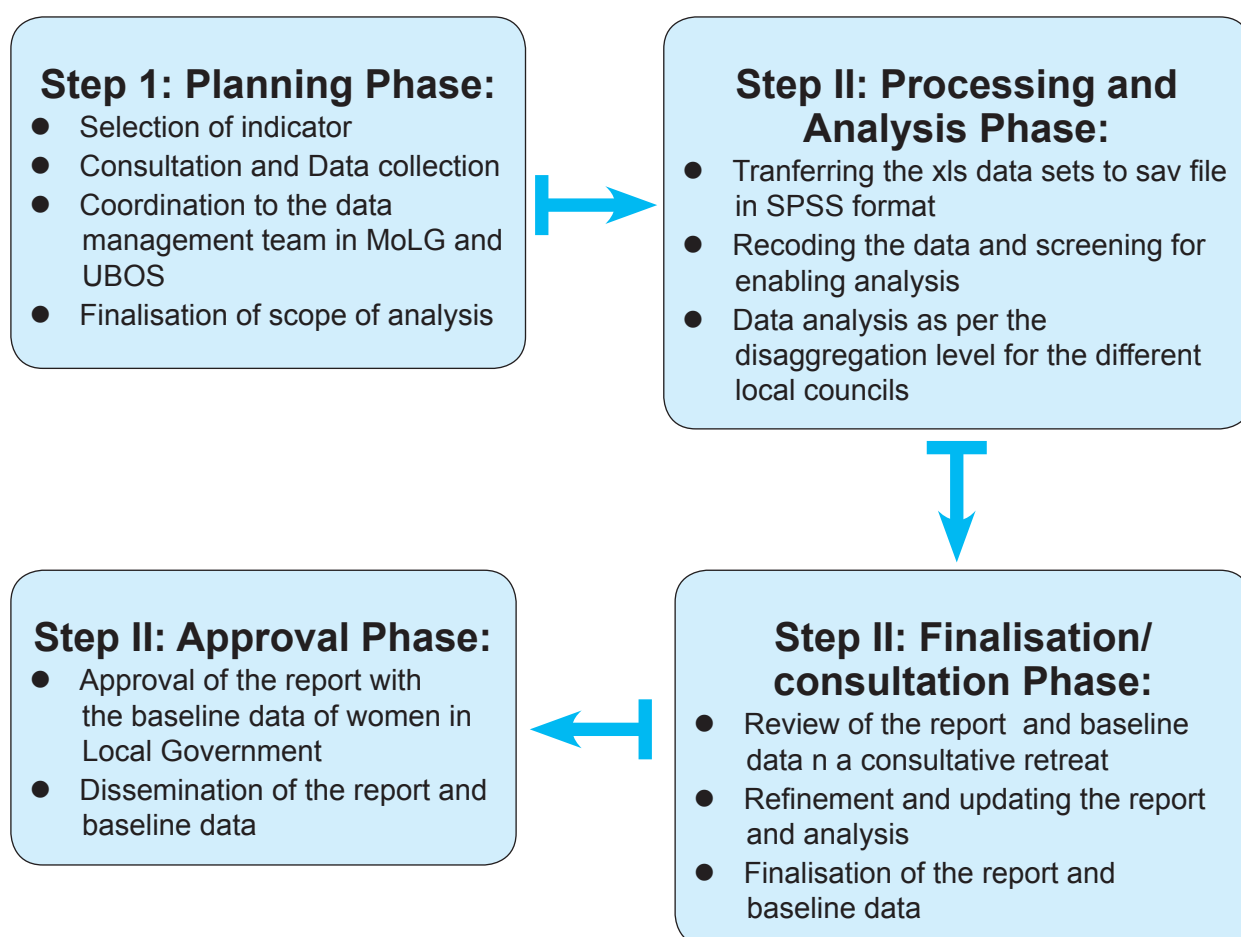 Step 1: Planning Phase:
● Selection of indicator
● Consultation and Data collection
● Coordination to the data
management team in MoLG and
UBOS
● Finalisation of scope of analysis
Step II: Processing and
Analysis Phase:
● Tranferring the xls data sets to sav file
in SPSS format
● Recoding the data and screening for
enabling analysis
● Data analysis as per the
disaggregation level for the different
local councils
Step II: Finalisation/
consultation Phase:
● Review of the report and baseline
data n a consultative retreat
● Refinement and updating the report
and analysis
● Finalisation of the report and
baseline data
Step II: Approval Phase:
● Approval of the report with
the baseline data of women in
Local Government
● Dissemination of the report and
baseline data